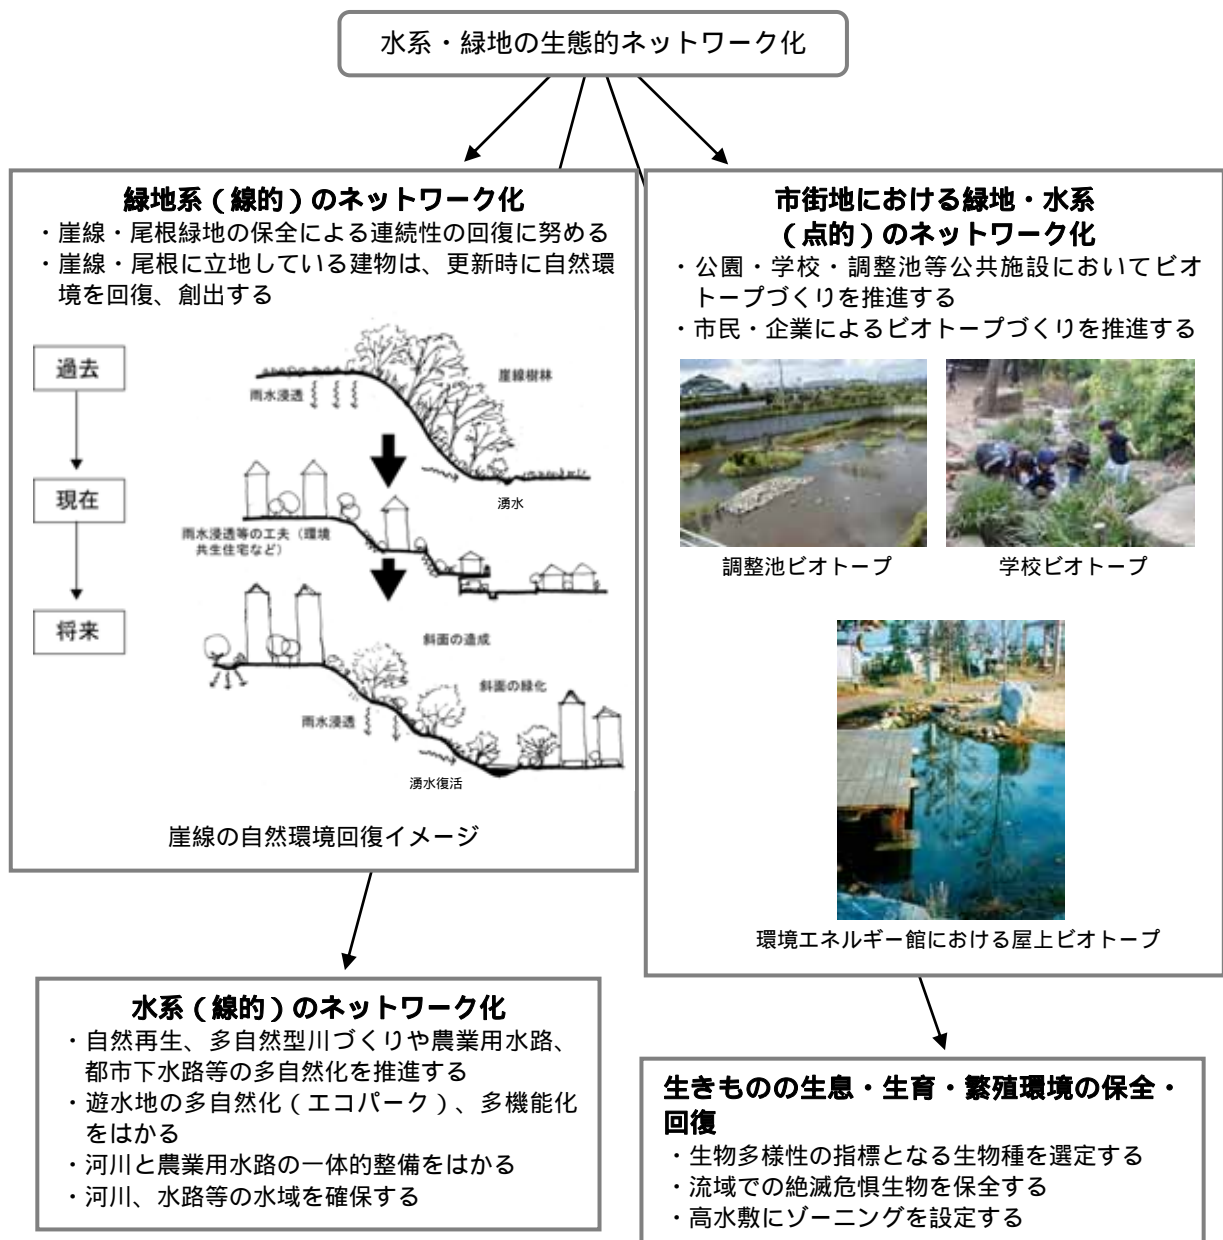 水系・緑地の生態的ネットワーク化
緑地系（線的）のネットワーク化
・崖線・尾根緑地の保全による連続性の回復に努める
・崖線・尾根に立地している建物は、更新時に自然環
境を回復、創出する
過去
現在
将来
雨水浸透
崖線樹林
湧水
雨水浸透等の工夫（環境
共生住宅など）
斜面の造成
斜面の緑化
雨水浸透
湧水復活
崖線の自然環境回復イメージ
市街地における緑地・水系
（点的）のネットワーク化
・公園・学校・調整池等公共施設においてビオ
トープづくりを推進する
・市民・企業によるビオトープづくりを推進する
調整池ビオトープ
学校ビオトープ
環境エネルギー館における屋上ビオトープ
水系（線的）のネットワーク化
・自然再生、多自然型川づくりや農業用水路、
都市下水路等の多自然化を推進する
・遊水地の多自然化（エコパーク）、多機能化
をはかる
・河川と農業用水路の一体的整備をはかる
・河川、水路等の水域を確保する
生きものの生息・生育・繁殖環境の保全・
回復
・生物多様性の指標となる生物種を選定する
・流域での絶滅危惧生物を保全する
・高水敷にゾーニングを設定する